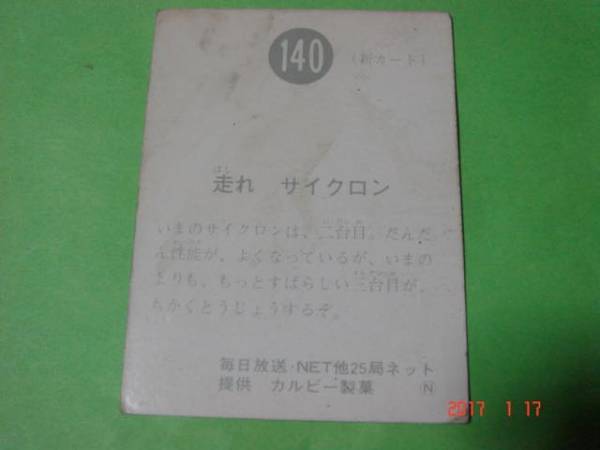 140
（新カード）
はし
走れ サイクロン
いまのサイクロンは、二台目。だんだ
ん性能が、よくなっているが、いまの
よりも、もっとすばらしい三台目が、
ちかくとうじょうするぞ。
毎日放送・NET他25局ネット
提供 カルビー製菓 Ⓝ
2017 1 17